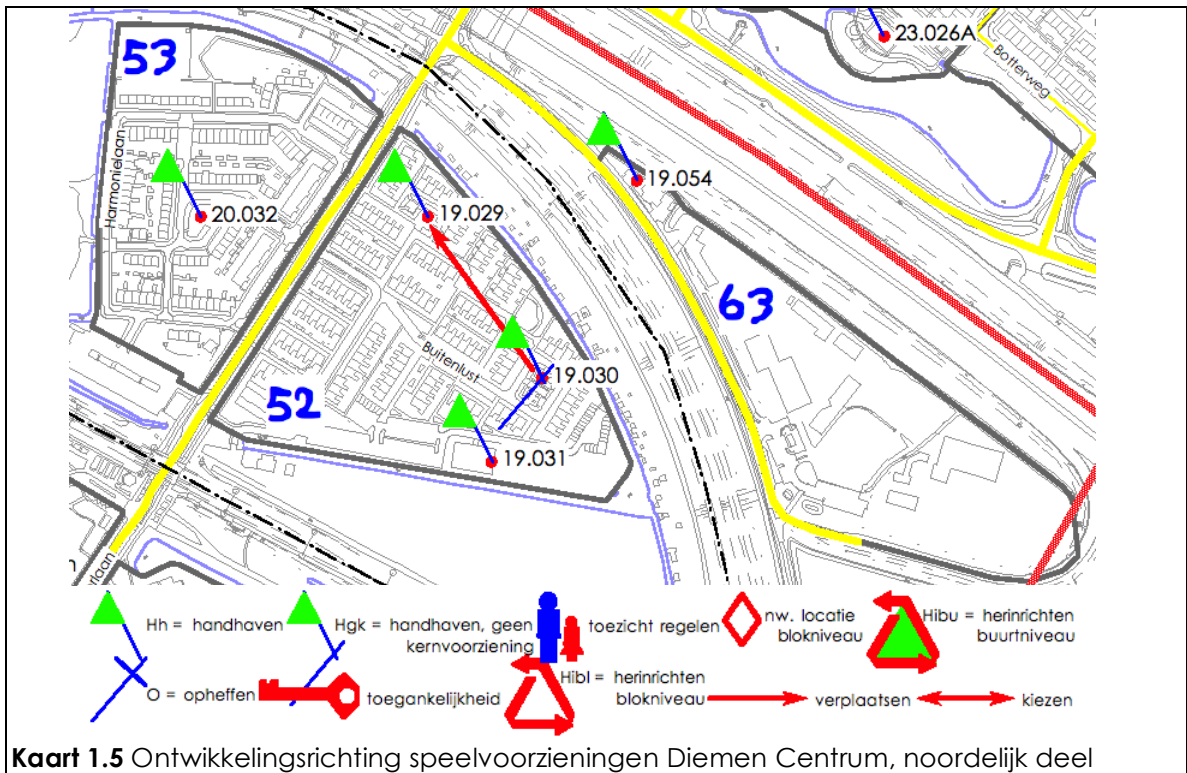 53
23.026A
Botterweg
Harmonielaan
19.054
20.032
19.029
63
Buitenlust
19.030
52
19.031
rtlaan
Hh = handhaven
Hgk = handhaven, geen
kernvoorziening
toezicht regelen
nw. locatie
blokniveau
Hibu = herinrichten
buurtniveau
O = opheffen
toegankelijkheid
Hibl = herinrichten
blokniveau
verplaatsen
kiezen
Kaart 1.5 Ontwikkelingsrichting speelvoorzieningen Diemen Centrum, noordelijk deel